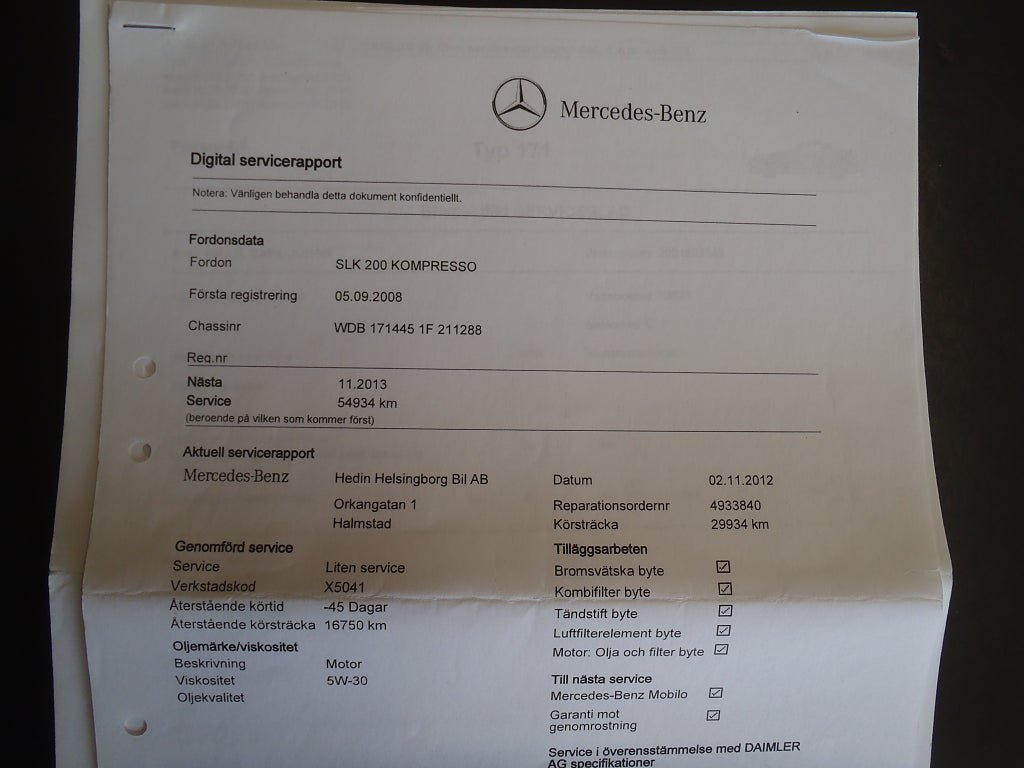 Mercedes-Benz
Typ 171
Digital servicerapport
Notera: Vänligen behandla detta dokument konfidentiellt.
Fordonsdata
Fordon SLK 200 KOMPRESSO
Första registrering 05.09.2008
Chassinr WDB 171445 1F 211288
Reg.nr
Nästa 11.2013
Service 54934 km
(beroende på vilken som kommer först)
Aktuell servicerapport
Mercedes-Benz Hedin Helsingborg Bil AB Datum 02.11.2012
Orkangatan 1 Reparationsordernr 4933840
Halmstad Körsträcka 29934 km
Genomförd service Tilläggsarbeten
Service Liten service Bromsvätska byte
Verkstadskod X5041 Kombifilter byte
Återstående körtid -45 Dagar Tändstift byte
Återstående körsträcka 16750 km Luftfilterelement byte
Oljemärke/viskositet Motor: Olja och filter byte
Beskrivning Motor Till nästa service
Viskositet 5W-30 Mercedes-Benz Mobilo
Oljekvalitet Garanti mot
genomrostning
Service i överensstämmelse med DAIMLER
AG specifikationer